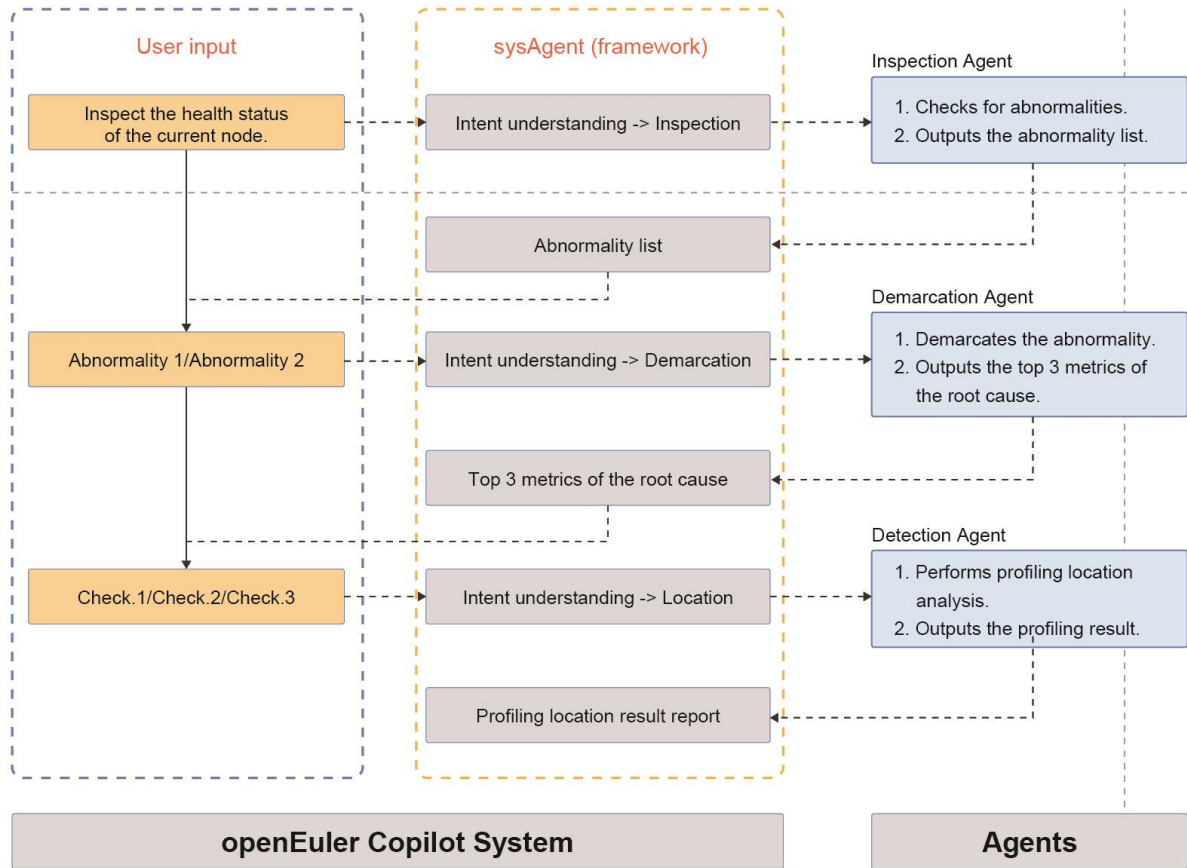 User input
sysAgent (framework)
Inspection Agent
Inspect the health status
of the current node.
Intent understanding -> Inspection
1. Checks for abnormalities.
2. Outputs the abnormality list.
Abnormality list
Demarcation Agent
Abnormality 1/Abnormality 2
Intent understanding -> Demarcation
1. Demarcates the abnormality.
2. Outputs the top 3 metrics of
the root cause.
Top 3 metrics of the root cause
Detection Agent
Check.1/Check.2/Check.3
Intent understanding -> Location
1. Performs profiling location
analysis.
2. Outputs the profiling result.
Profiling location result report
openEuler Copilot System
Agents